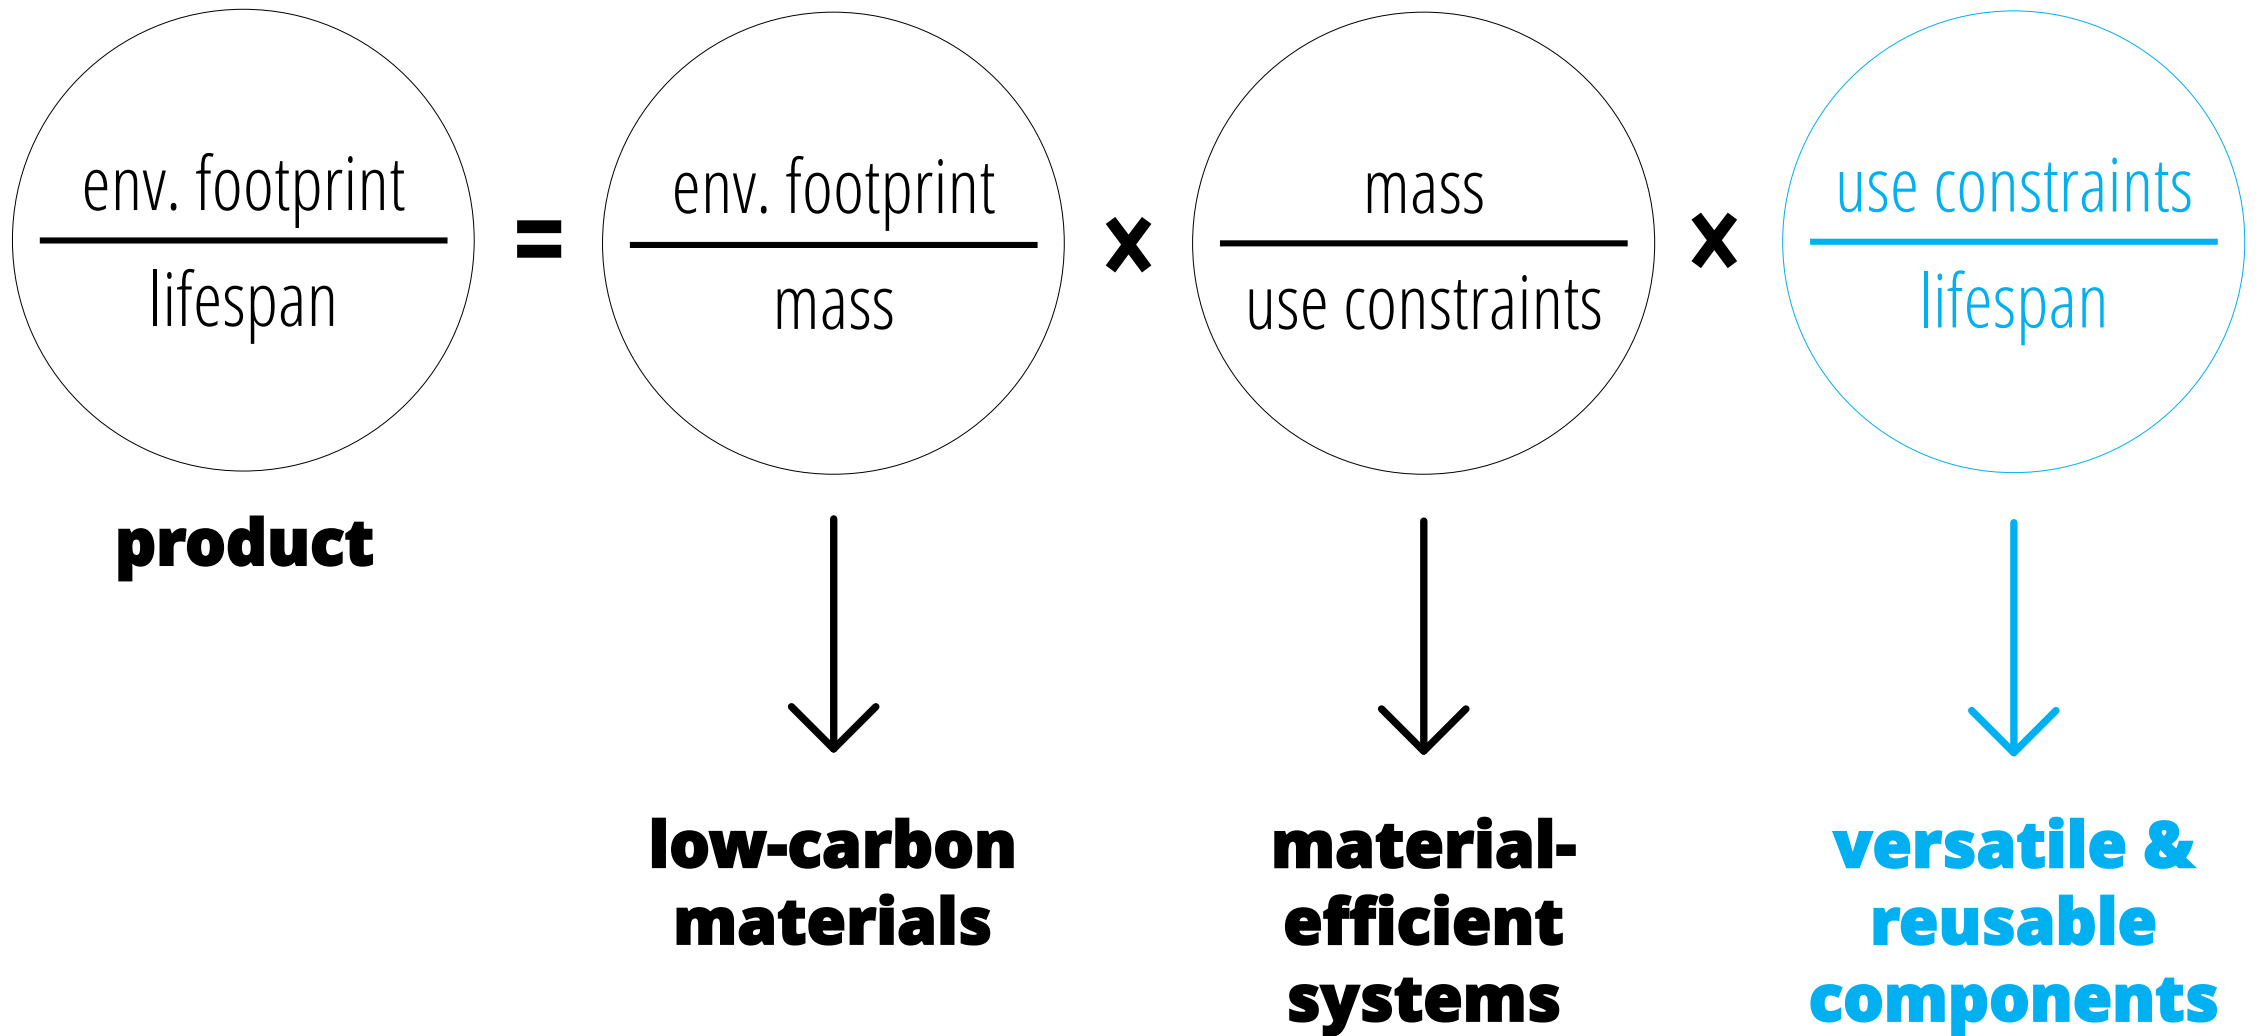 env. footprint
lifespan
=
env. footprint
mass
x
mass
use constraints
x
use constraints
lifespan
product
low-carbon
materials
material-
efficient
systems
versatile &
reusable
components